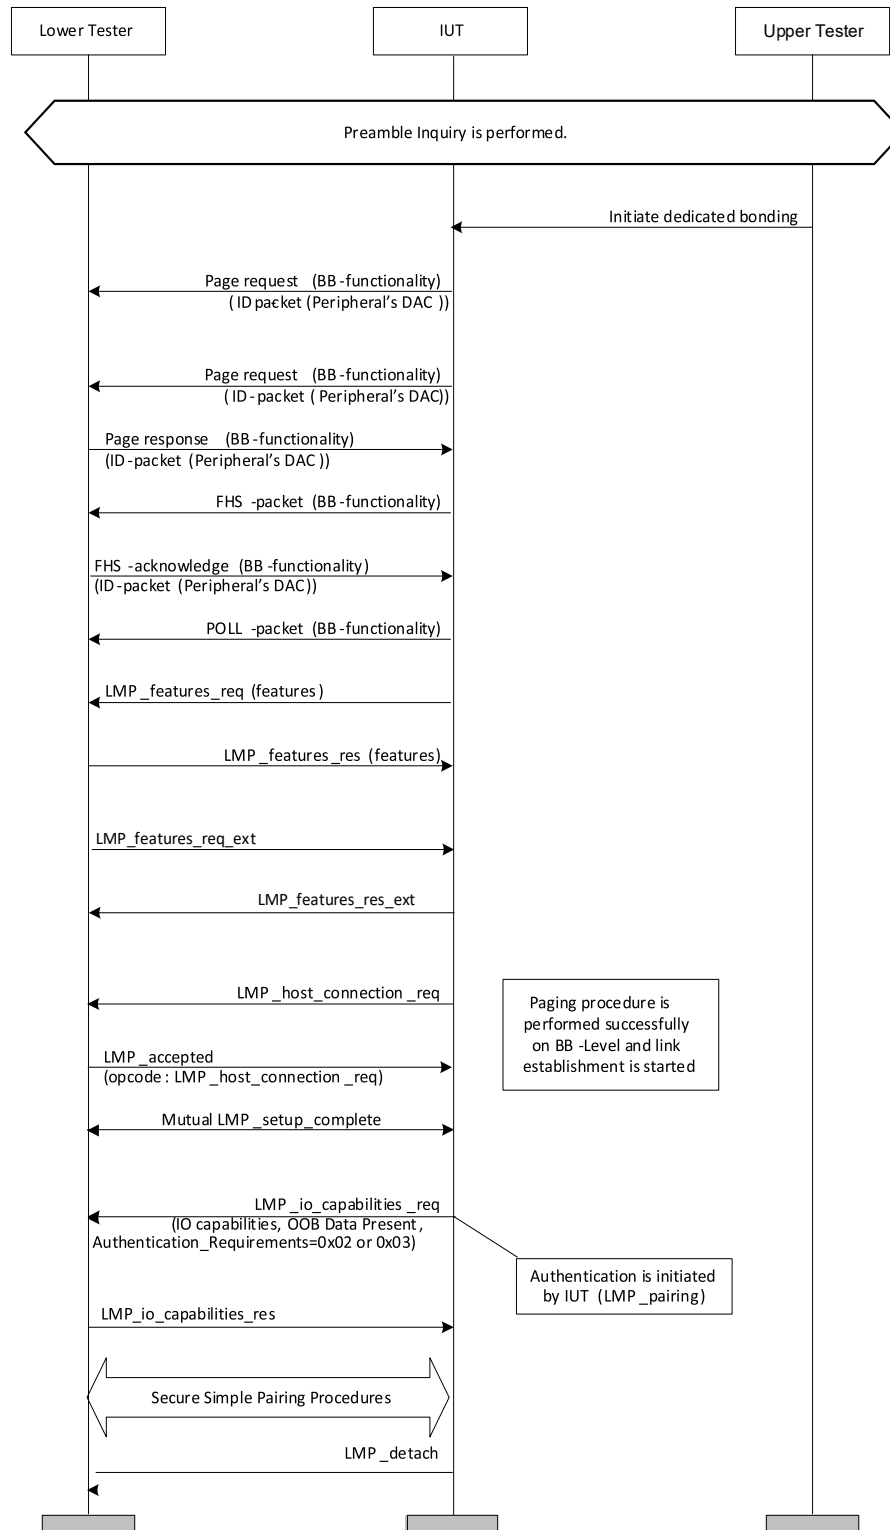 Lower Tester
IUT
Upper Tester
Preamble Inquiry is performed.
Initiate dedicated bonding
Page request (BB-functionality)
(ID packet (Peripheral's DAC))
Page request (BB-functionality)
(ID-packet (Peripheral's DAC))
Page response (BB-functionality)
(ID-packet (Peripheral's DAC))
FHS -packet (BB-functionality)
FHS -acknowledge (BB-functionality)
(ID-packet (Peripheral's DAC))
POLL -packet (BB-functionality)
LMP_features_req (features)
LMP_features_res (features)
LMP_features_req_ext
LMP_features_res_ext
LMP_host_connection_req
Paging procedure is
performed successfully
on BB -Level and link
establishment is started
LMP_accepted
(opcode: LMP_host_connection_req)
Mutual LMP_setup_complete
LMP_io_capabilities_req
(IO capabilities, OOB Data Present,
Authentication_Requirements=0x02 or 0x03)
Authentication is initiated
by IUT (LMP_pairing)
LMP_io_capabilities_res
Secure Simple Pairing Procedures
LMP_detach